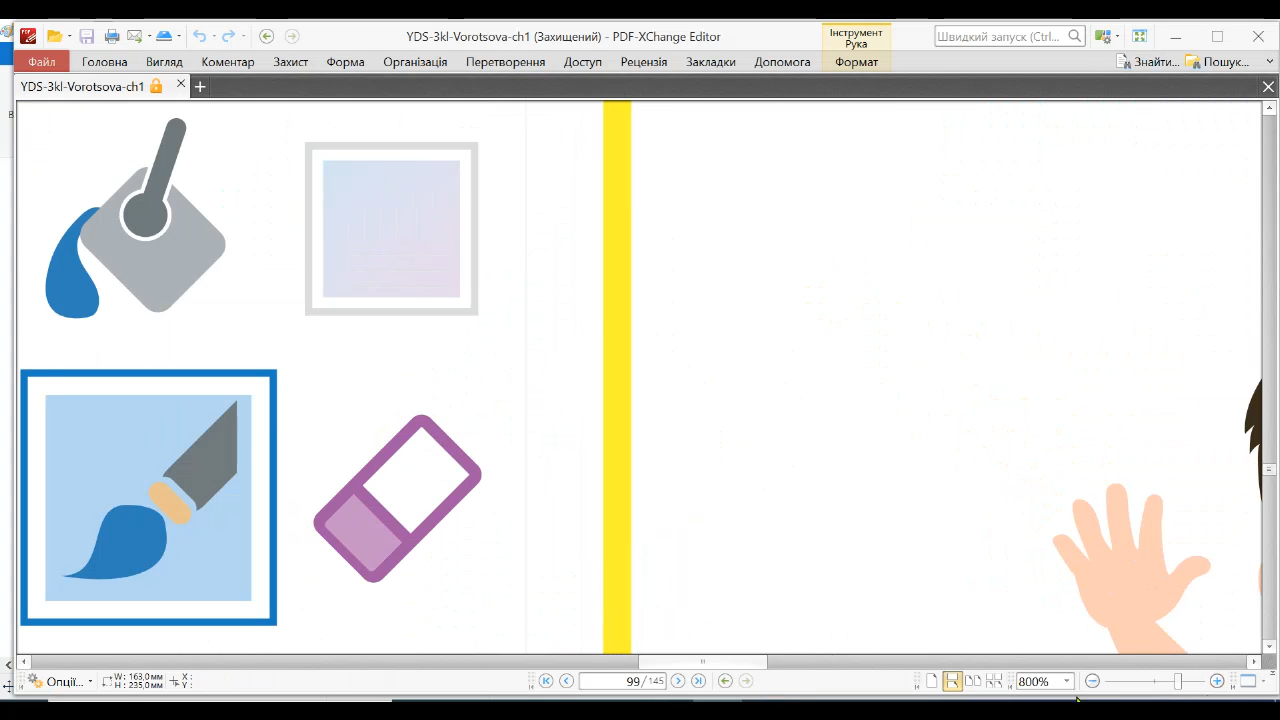 YDS-3kl-Vorotsova-ch1 (Захищений) - PDF-XChange Editor
Інструмент Рука
Швидкий запуск (Ctrl...
Файл Головна Вигляд Коментар Захист Форма Організація Перетворення Доступ Рецензія Закладки Допомога Формат Знайти... Пошук...
YDS-3kl-Vorotsova-ch1
Опції... W: 163,0мм X:
H: 235,0мм Y:
99 / 145
800%